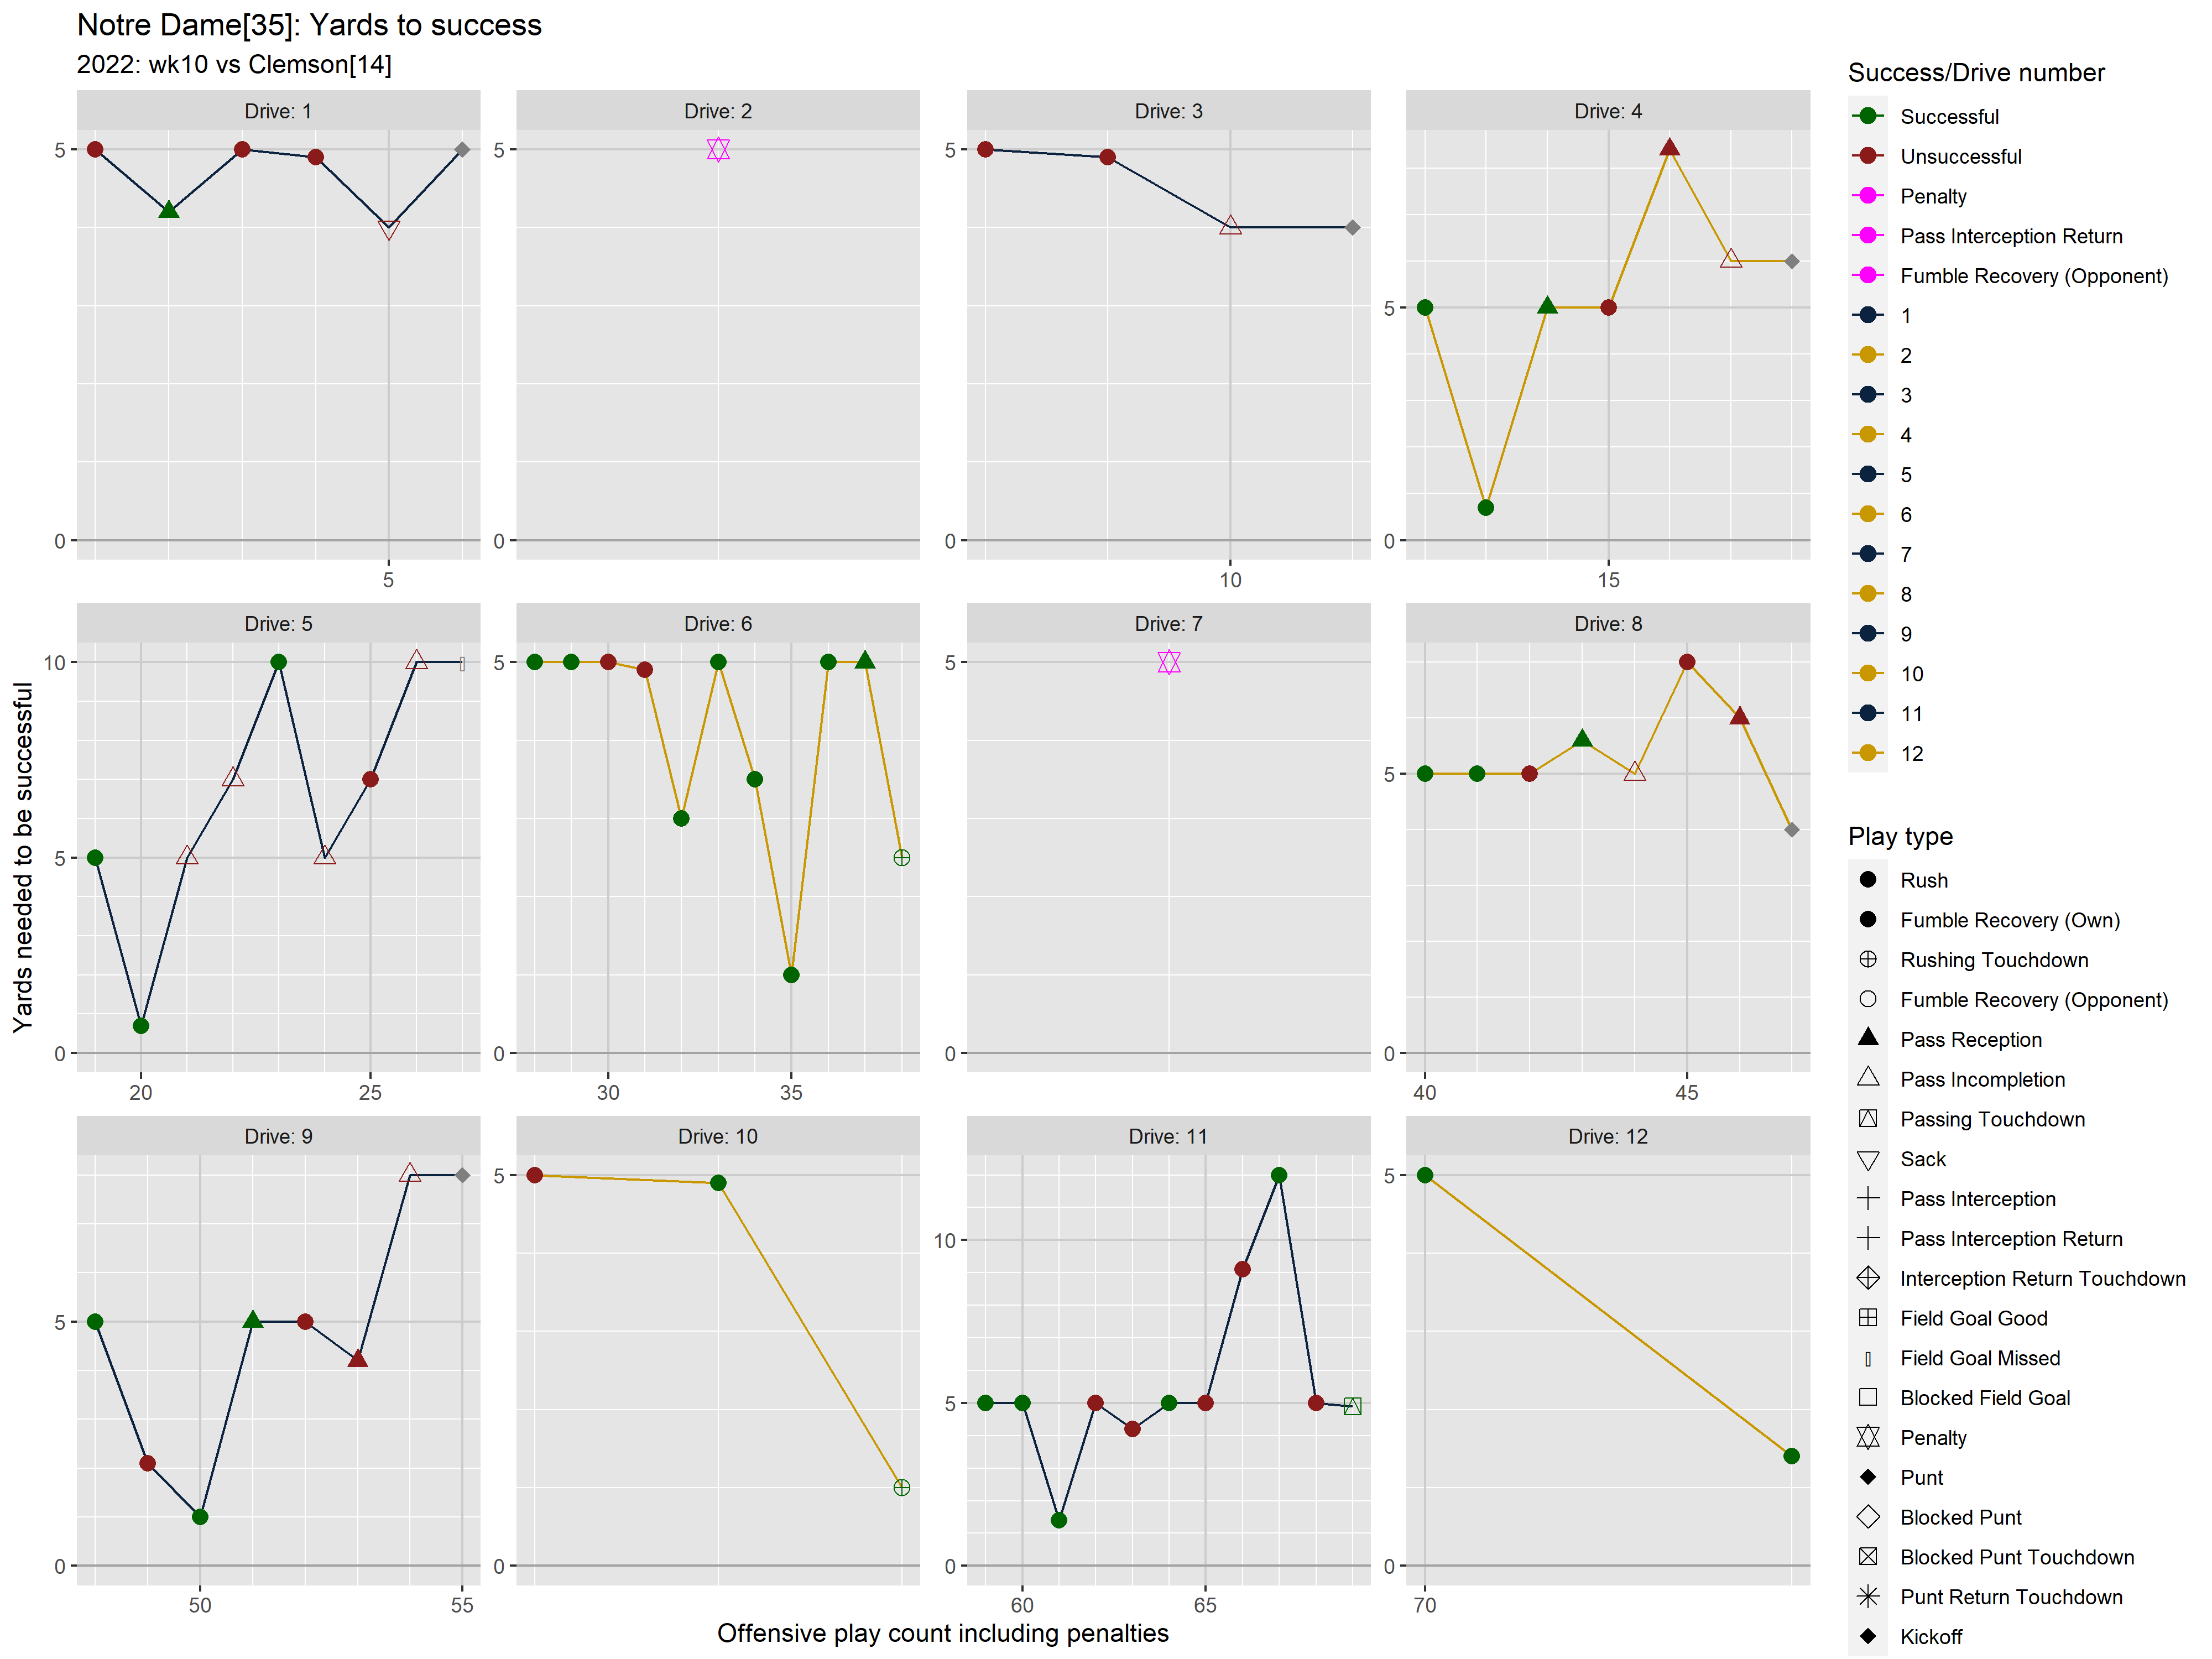 Notre Dame[35]: Yards to success
2022: wk10 vs Clemson[14]
Drive: 1
Drive: 2
Drive: 3
Drive: 4
5
0
5
5
0
5
0
10
5
0
15
Drive: 5
Drive: 6
Drive: 7
Drive: 8
10
5
0
20
25
5
0
30
35
5
0
5
0
40
45
Drive: 9
Drive: 10
Drive: 11
Drive: 12
5
0
50
55
5
0
10
5
0
60
65
5
0
70
Yards needed to be successful
Offensive play count including penalties
Success/Drive number
Successful
Unsuccessful
Penalty
Pass Interception Return
Fumble Recovery (Opponent)
1
2
3
4
5
6
7
8
9
10
11
12
Play type
Rush
Fumble Recovery (Own)
Rushing Touchdown
Fumble Recovery (Opponent)
Pass Reception
Pass Incompletion
Passing Touchdown
Sack
Pass Interception
Pass Interception Return
Interception Return Touchdown
Field Goal Good
Field Goal Missed
Blocked Field Goal
Penalty
Punt
Blocked Punt
Blocked Punt Touchdown
Punt Return Touchdown
Kickoff